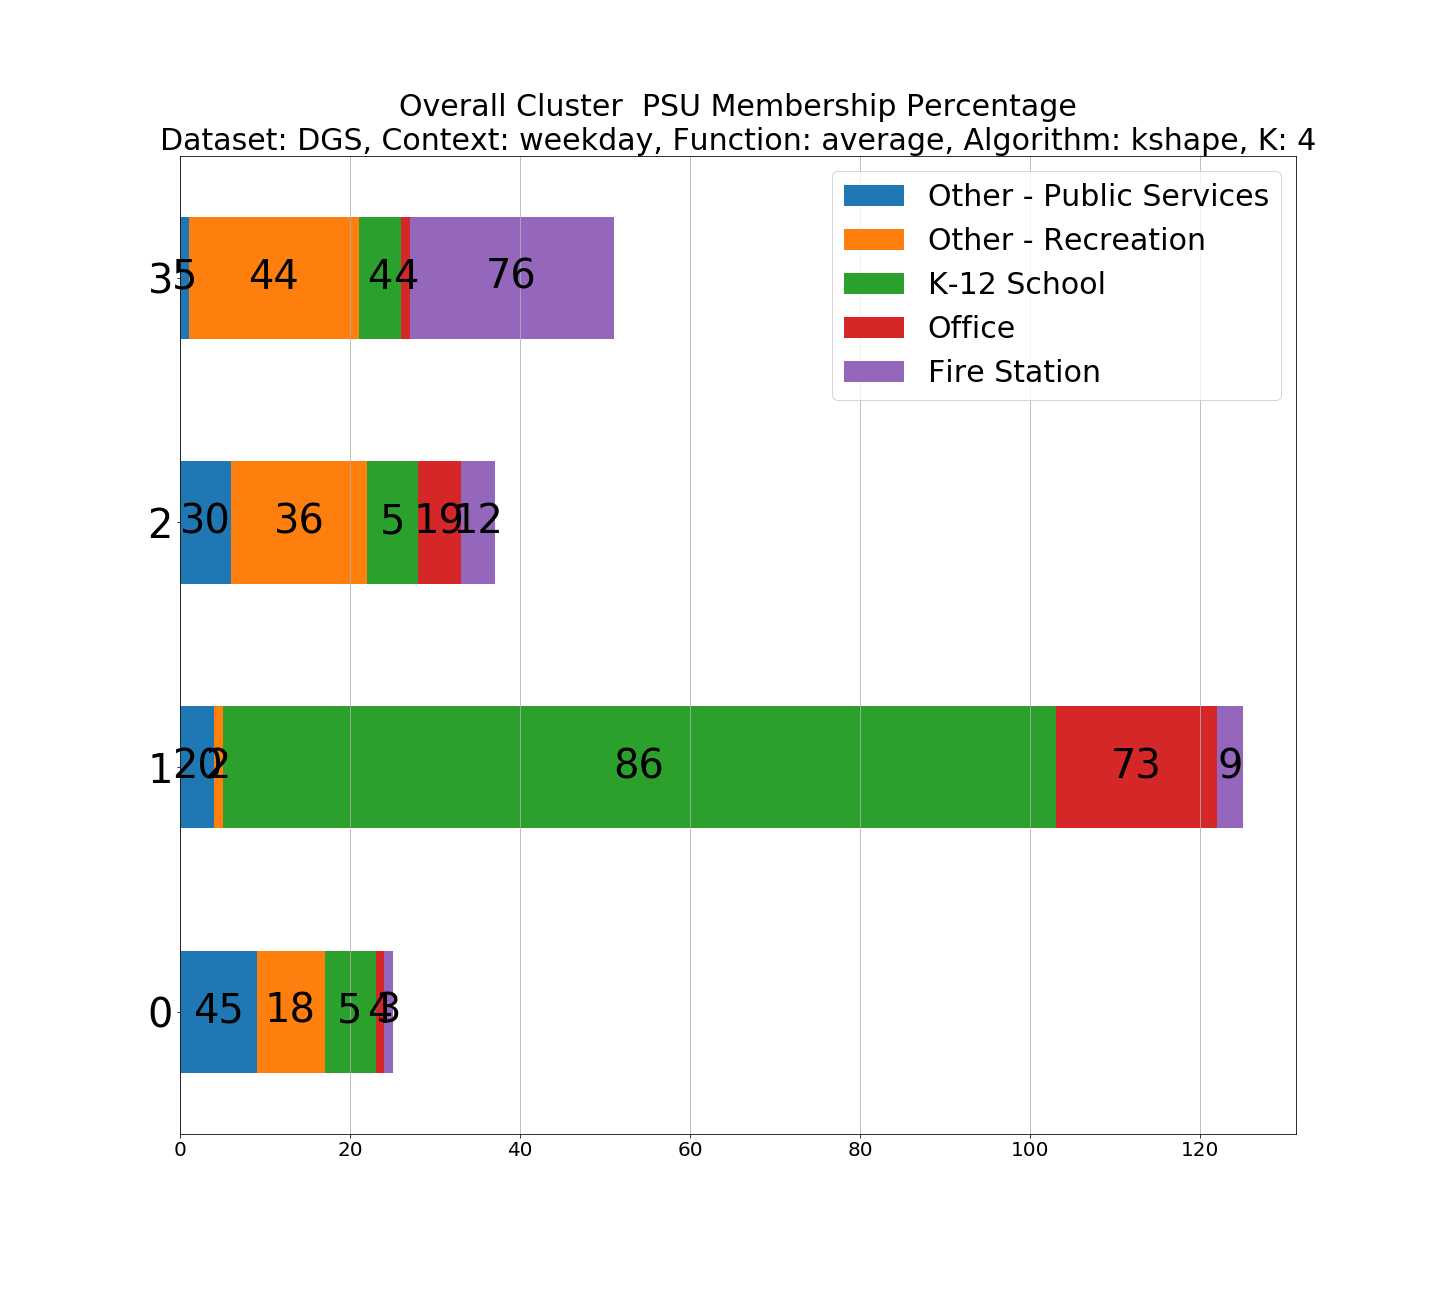 Overall Cluster  PSU Membership Percentage
Dataset: DGS, Context: weekday, Function: average, Algorithm: kshape, K: 4
Other - Public Services
Other - Recreation
K-12 School
Office
Fire Station
3 5 44 4 4 76
2 30 36 5 19 12
1 20 2 86 73 9
0 45 18 5 4 3
0 20 40 60 80 100 120